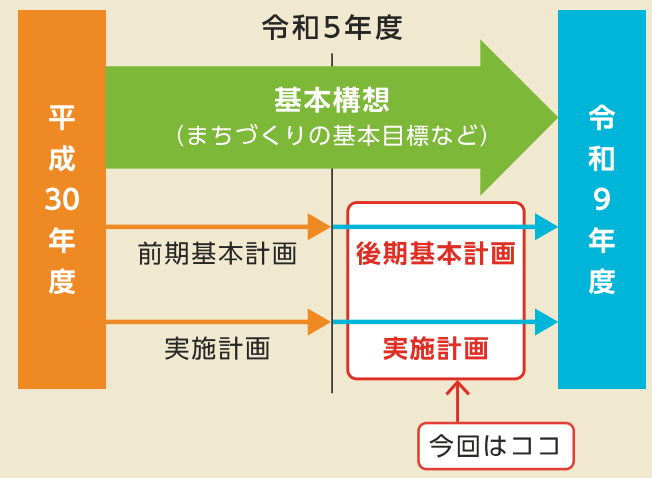 令和5年度
平成30年度
基本構想
（まちづくりの基本目標など）
令和9年度
前期基本計画
後期基本計画
実施計画
実施計画
今回はココ